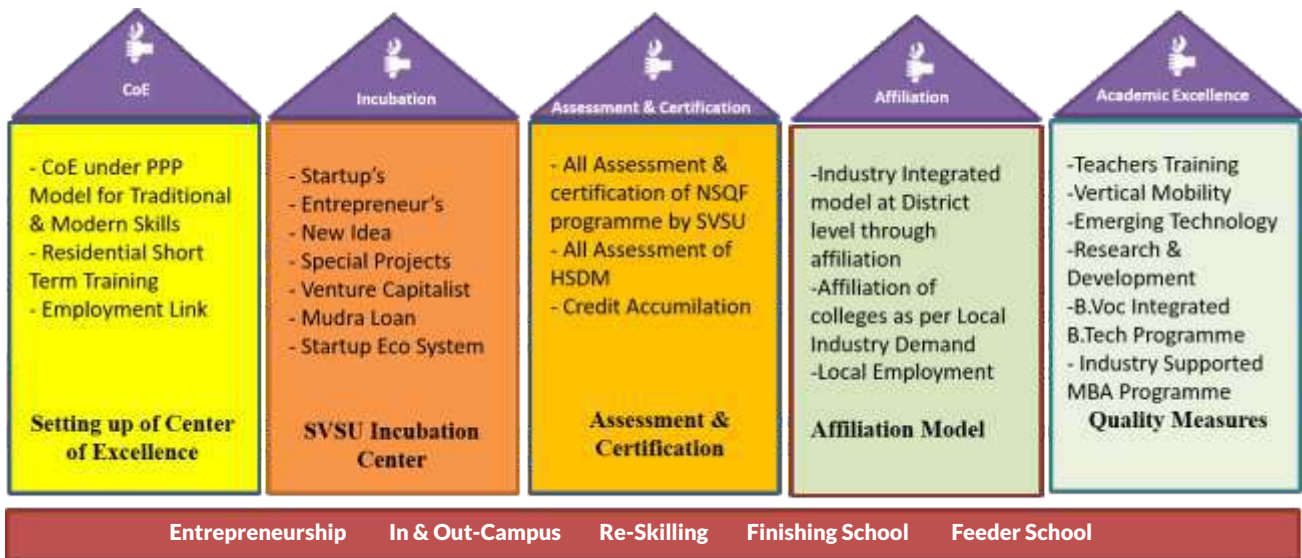 CoE
- CoE under PPP
Model for Traditional
& Modern Skills
- Residential Short
Term Training
- Employment Link
Setting up of Center
of Excellence
Incubation
- Startup's
- Entrepreneur's
- New Idea
- Special Projects
- Venture Capitalist
- Mudra Loan
- Startup Eco System
SVSU Incubation
Center
Assessment & Certification
- All Assessment &
certification of NSQF
programme by SVSU
- All Assessment of
HSDM
- Credit Accumilation
Assessment &
Certification
Affiliation
-Industry Integrated
model at District
level through
affiliation
-Affiliation of
colleges as per Local
Industry Demand
-Local Employment
Affiliation Model
Academic Excellence
-Teachers Training
-Vertical Mobility
-Emerging Technology
-Research &
Development
-B.Voc Integrated
B.Tech Programme
- Industry Supported
MBA Programme
Quality Measures
Entrepreneurship In & Out-Campus Re-Skilling Finishing School Feeder School